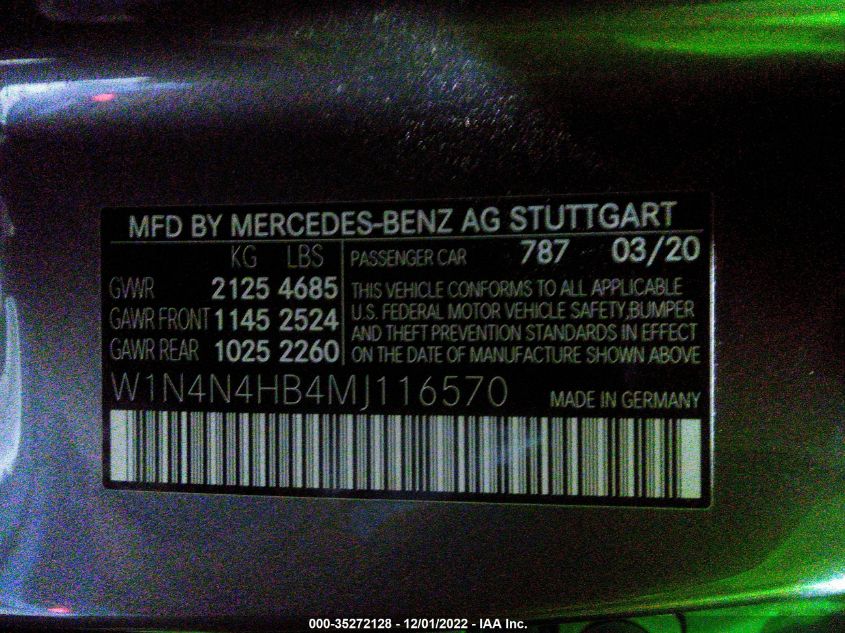 MFD BY MERCEDES-BENZ AG STUTTGART
KG LBS
GVWR 2125 4685
GAWR FRONT 1145 2524
GAWR REAR 1025 2260
PASSENGER CAR 787 03/20
THIS VEHICLE CONFORMS TO ALL APPLICABLE
U.S. FEDERAL MOTOR VEHICLE SAFETY,BUMPER
AND THEFT PREVENTION STANDARDS IN EFFECT
ON THE DATE OF MANUFACTURE SHOWN ABOVE
W1N4N4HB4MJ116570 MADE IN GERMANY
000-35272128 - 12/01/2022 - IAA Inc.